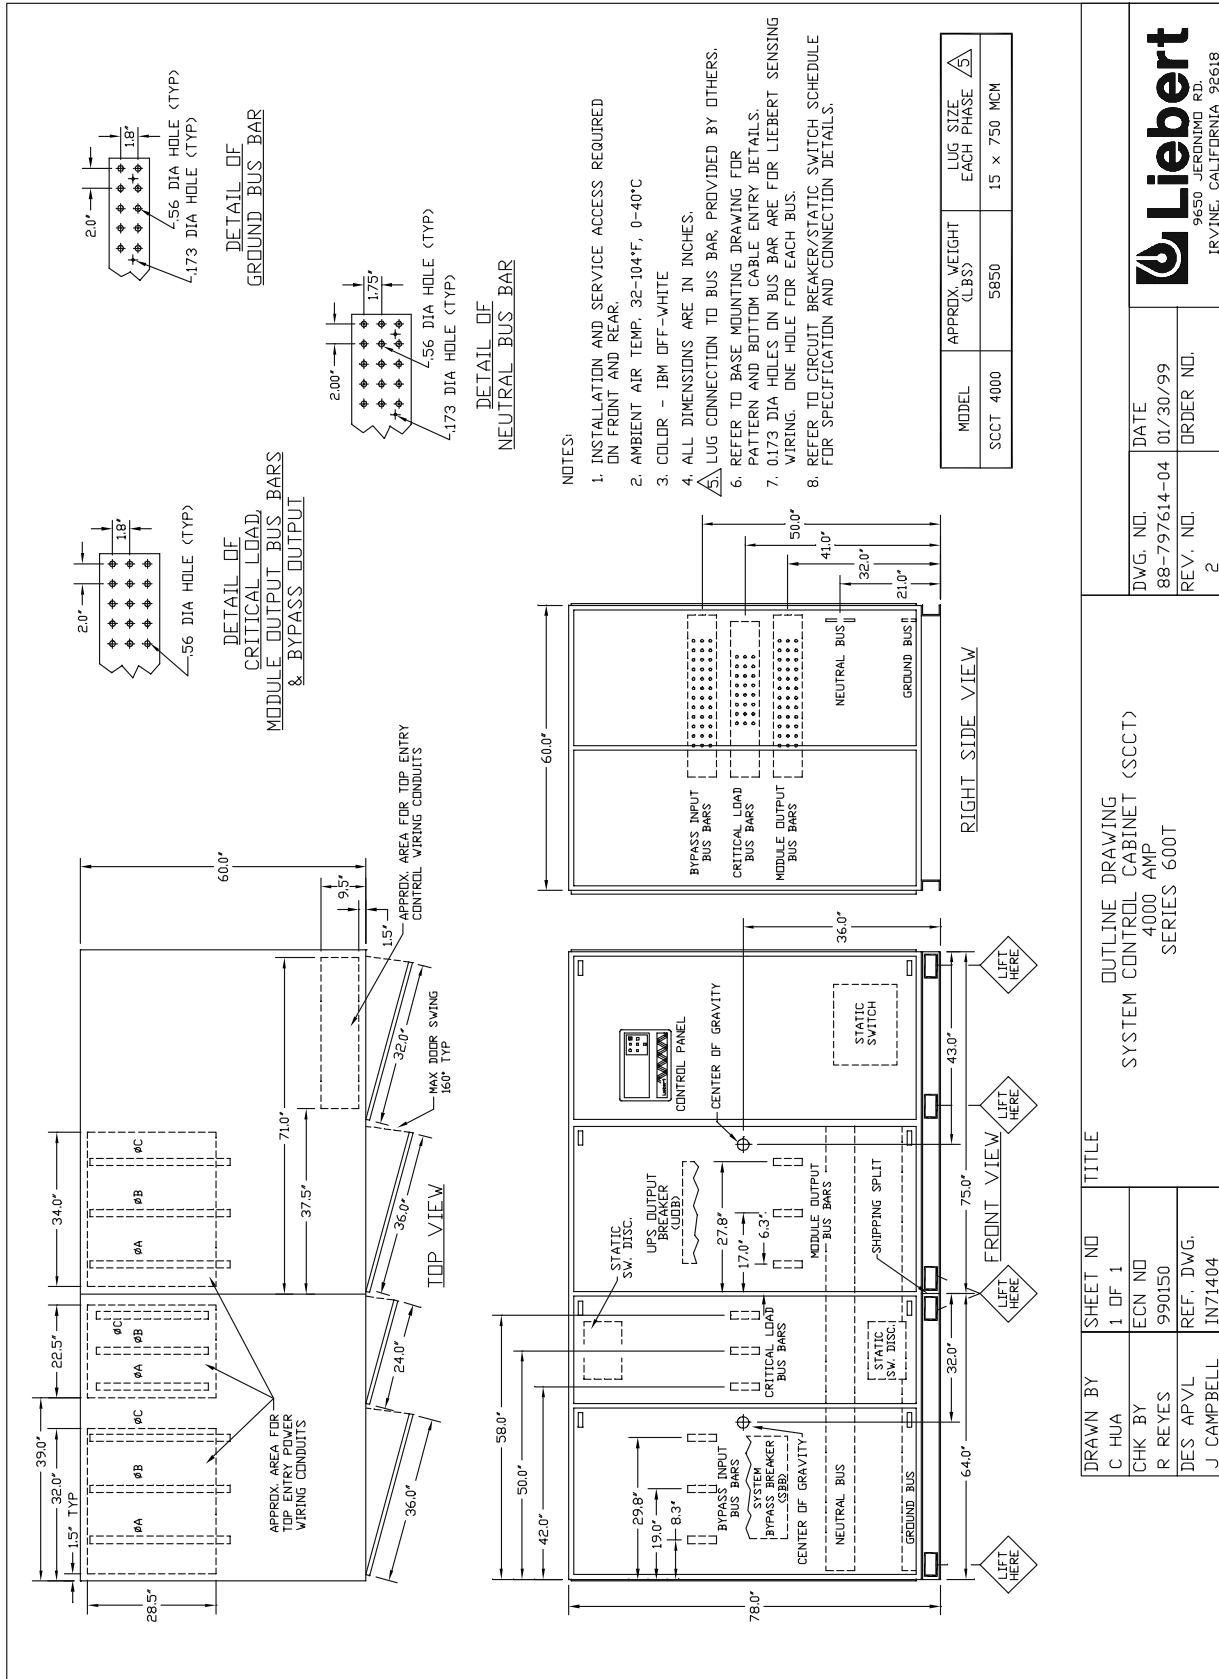 60.0"
9.5"
1.5"
APPROX. AREA FOR TOP ENTRY
CONTROL WIRING CONDUITS
71.0"
37.5"
34.0"
22.5"
39.0"
32.0"
1.5" TYP
28.5"
ØA
ØB
ØC
ØA
ØB
ØC
ØA
ØB
ØC
APPROX. AREA FOR
TOP ENTRY POWER
WIRING CONDUITS
36.0"
24.0"
36.0"
32.0"
MAX DOOR SWING
160° TYP
TOP VIEW
2.0"
1.8"
.56 DIA HOLE (TYP)
DETAIL OF
CRITICAL LOAD,
MODULE OUTPUT BUS BARS
& BYPASS OUTPUT
2.0"
1.8"
.56 DIA HOLE (TYP)
.173 DIA HOLE (TYP)
DETAIL OF
GROUND BUS BAR
2.00"
1.75"
.56 DIA HOLE (TYP)
.173 DIA HOLE (TYP)
DETAIL OF
NEUTRAL BUS BAR
NOTES:
1. INSTALLATION AND SERVICE ACCESS REQUIRED
ON FRONT AND REAR.
2. AMBIENT AIR TEMP, 32-104°F, 0-40°C
3. COLOR - IBM OFF-WHITE
4. ALL DIMENSIONS ARE IN INCHES.
5. LUG CONNECTION TO BUS BAR, PROVIDED BY OTHERS.
6. REFER TO BASE MOUNTING DRAWING FOR
PATTERN AND BOTTOM CABLE ENTRY DETAILS.
7. 0.173 DIA HOLES ON BUS BAR ARE FOR LIEBERT SENSING
WIRING. ONE HOLE FOR EACH BUS.
8. REFER TO CIRCUIT BREAKER/STATIC SWITCH SCHEDULE
FOR SPECIFICATION AND CONNECTION DETAILS.
MODEL
APPROX. WEIGHT
(LBS)
LUG SIZE
EACH PHASE 5
SCCT 4000
5850
15 x 750 MCM
58.0"
50.0"
42.0"
29.8"
19.0"
8.3"
BYPASS INPUT
BUS BARS
SYSTEM
BYPASS BREAKER
(SBB)
CENTER OF GRAVITY
NEUTRAL BUS
GROUND BUS
STATIC
SW. DISC.
CRITICAL LOAD
BUS BARS
STATIC
SW. DISC.
UPS OUTPUT
BREAKER
(UOB)
27.8"
17.0"
6.3"
MODULE OUTPUT
BUS BARS
SHIPPING SPLIT
Liebert
CONTROL PANEL
CENTER OF GRAVITY
STATIC
SWITCH
36.0"
78.0"
32.0"
64.0"
43.0"
75.0"
LIFT
HERE
LIFT
HERE
LIFT
HERE
LIFT
HERE
FRONT VIEW
60.0"
BYPASS INPUT
BUS BARS
CRITICAL LOAD
BUS BARS
MODULE OUTPUT
BUS BARS
NEUTRAL BUS
GROUND BUS
50.0"
41.0"
32.0"
21.0"
RIGHT SIDE VIEW
DRAWN BY
C HUA
CHK BY
R REYES
DES APVL
J CAMPBELL
SHEET NO
1 OF 1
ECN NO
990150
REF. DWG.
IN71404
TITLE
OUTLINE DRAWING
SYSTEM CONTROL CABINET (SCCT)
4000 AMP
SERIES 600T
DWG. NO.
88-797614-04
REV. NO.
2
DATE
01/30/99
ORDER NO.
Liebert
9650 JERONIMO RD.
IRVINE, CALIFORNIA 92618